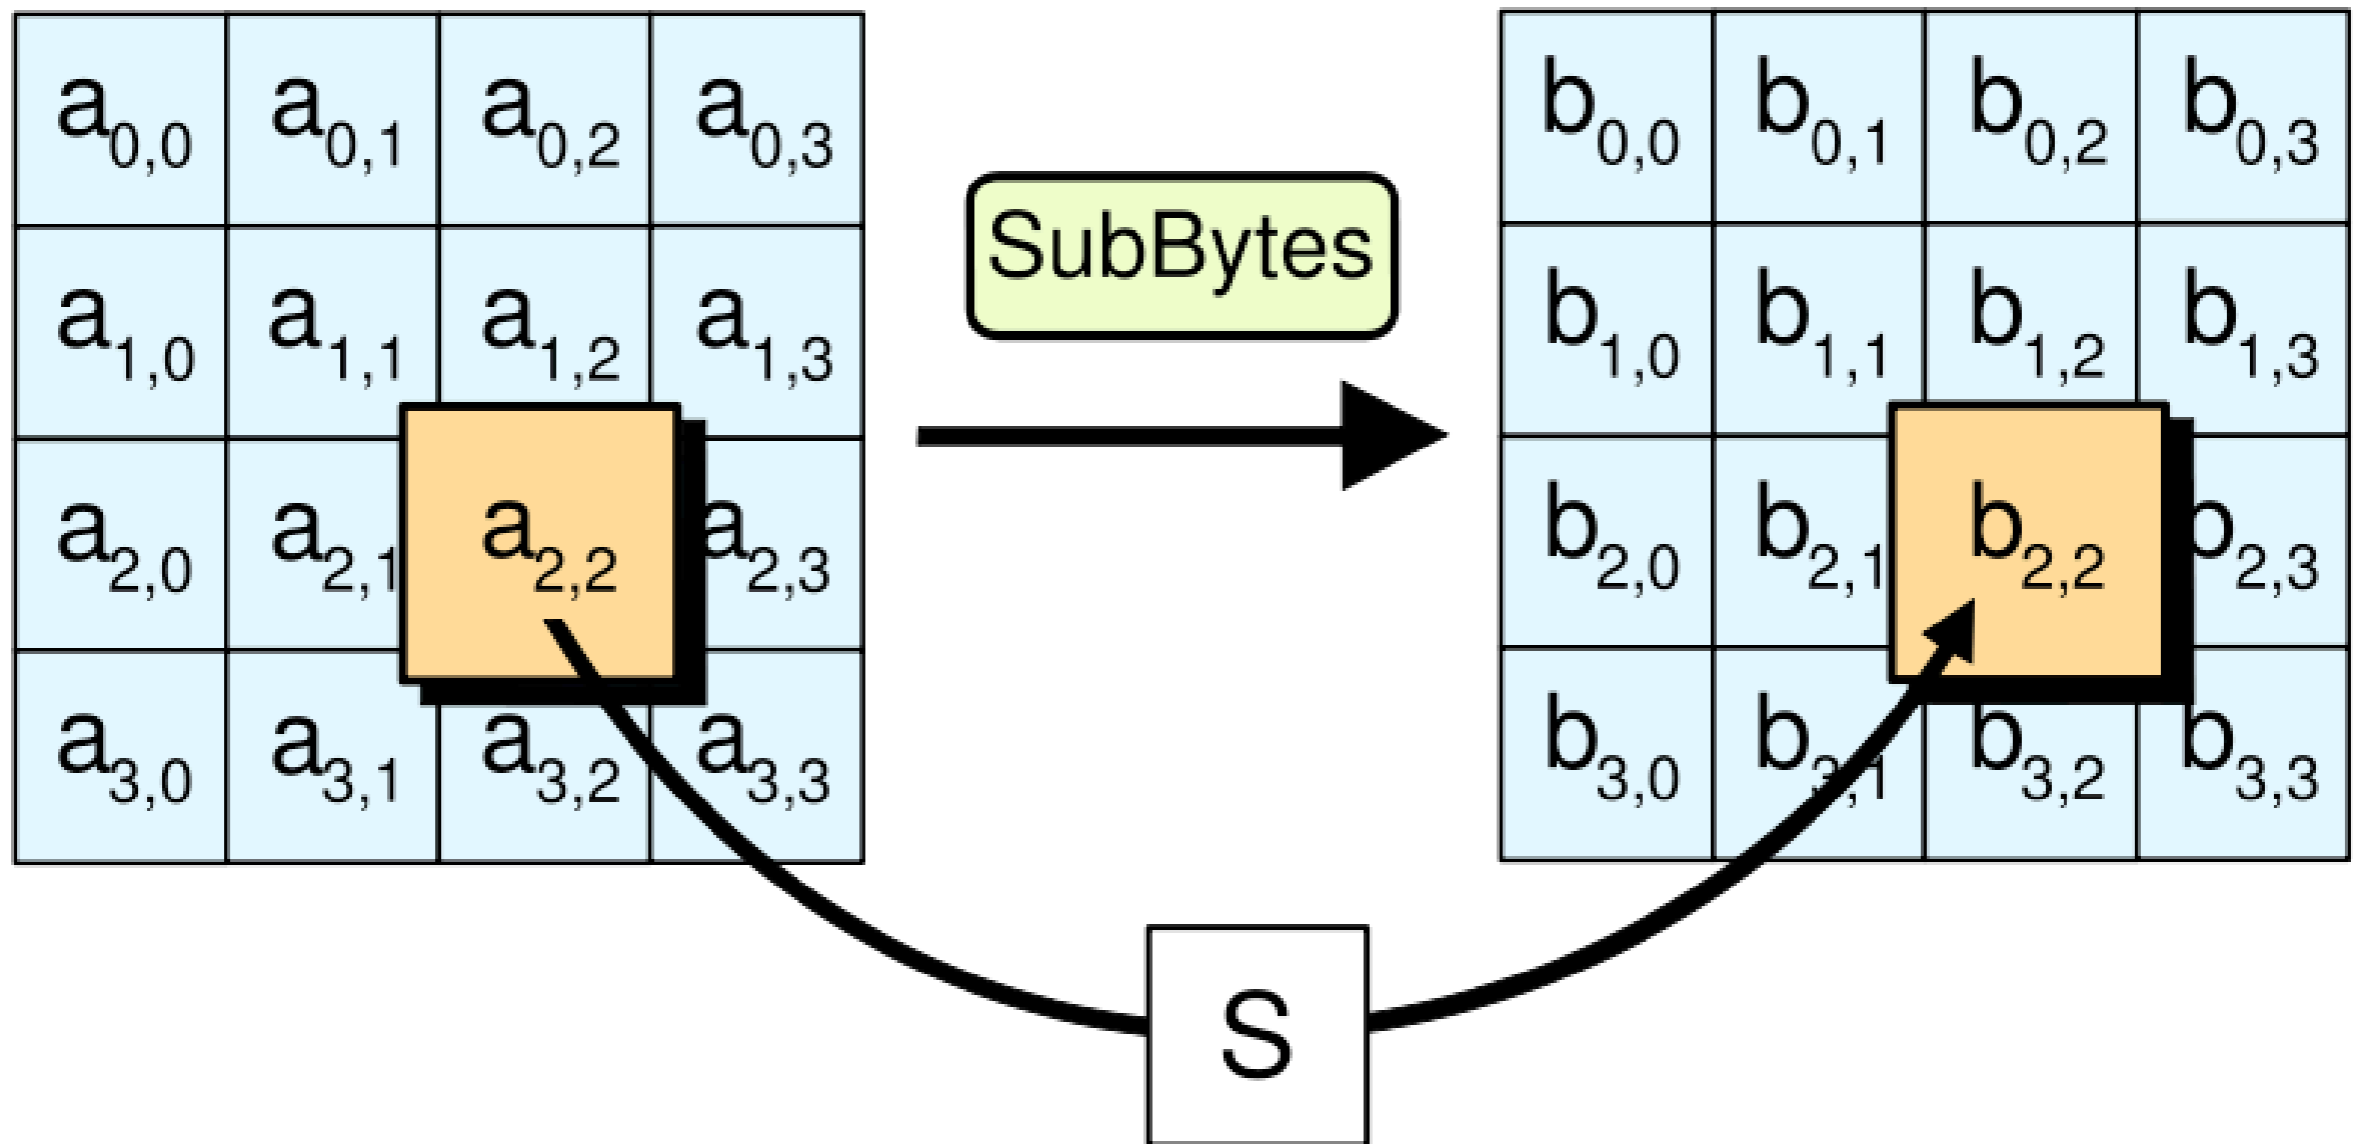 a0,0 a0,1 a0,2 a0,3
a1,0 a1,1 a1,2 a1,3
a2,0 a2,1 a2,2 a2,3
a3,0 a3,1 a3,2 a3,3
SubBytes
b0,0 b0,1 b0,2 b0,3
b1,0 b1,1 b1,2 b1,3
b2,0 b2,1 b2,2 b2,3
b3,0 b3,1 b3,2 b3,3
S